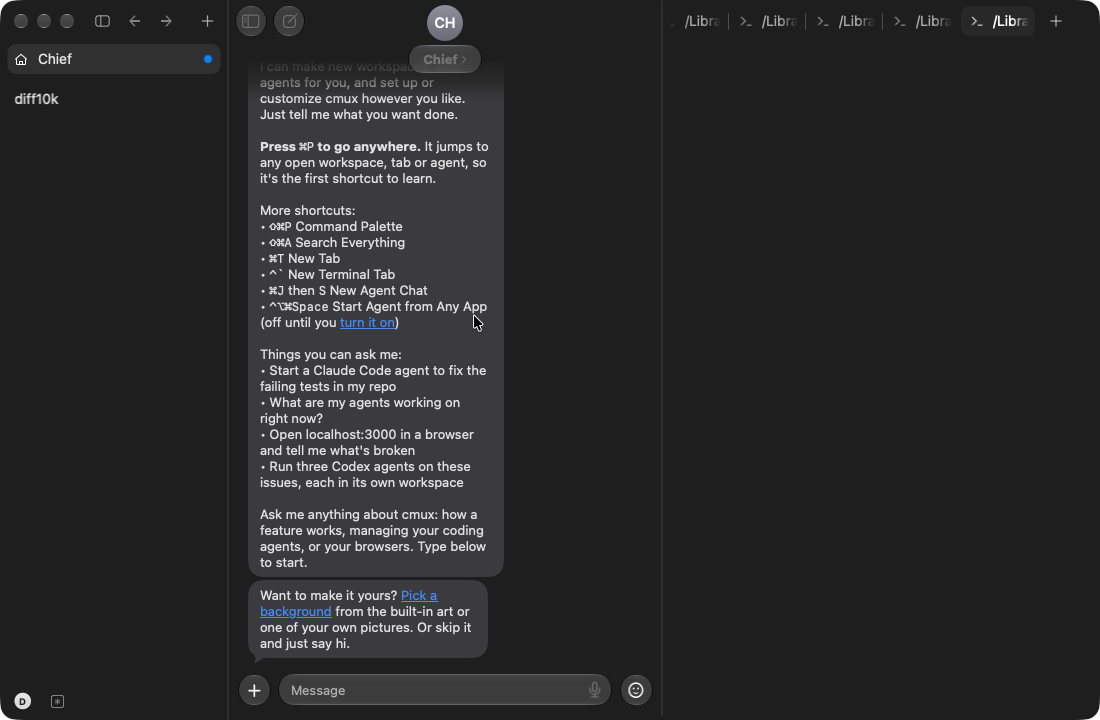 CH
Chief ›
Chief
diff10k
/Libra
/Libra
/Libra
/Libra
/Libra
I can make new workspac
agents for you, and set up or
customize cmux however you like.
Just tell me what you want done.
Press ⌘P to go anywhere. It jumps to
any open workspace, tab or agent, so
it's the first shortcut to learn.
More shortcuts:
• ⇧⌘P Command Palette
• ⇧⌘A Search Everything
• ⌘T New Tab
• ^` New Terminal Tab
• ⌘J then S New Agent Chat
• ^⌥⌘Space Start Agent from Any App
(off until you turn it on)
Things you can ask me:
• Start a Claude Code agent to fix the
failing tests in my repo
• What are my agents working on
right now?
• Open localhost:3000 in a browser
and tell me what's broken
• Run three Codex agents on these
issues, each in its own workspace
Ask me anything about cmux: how a
feature works, managing your coding
agents, or your browsers. Type below
to start.
Want to make it yours? Pick a
background from the built-in art or
one of your own pictures. Or skip it
and just say hi.
Message
D